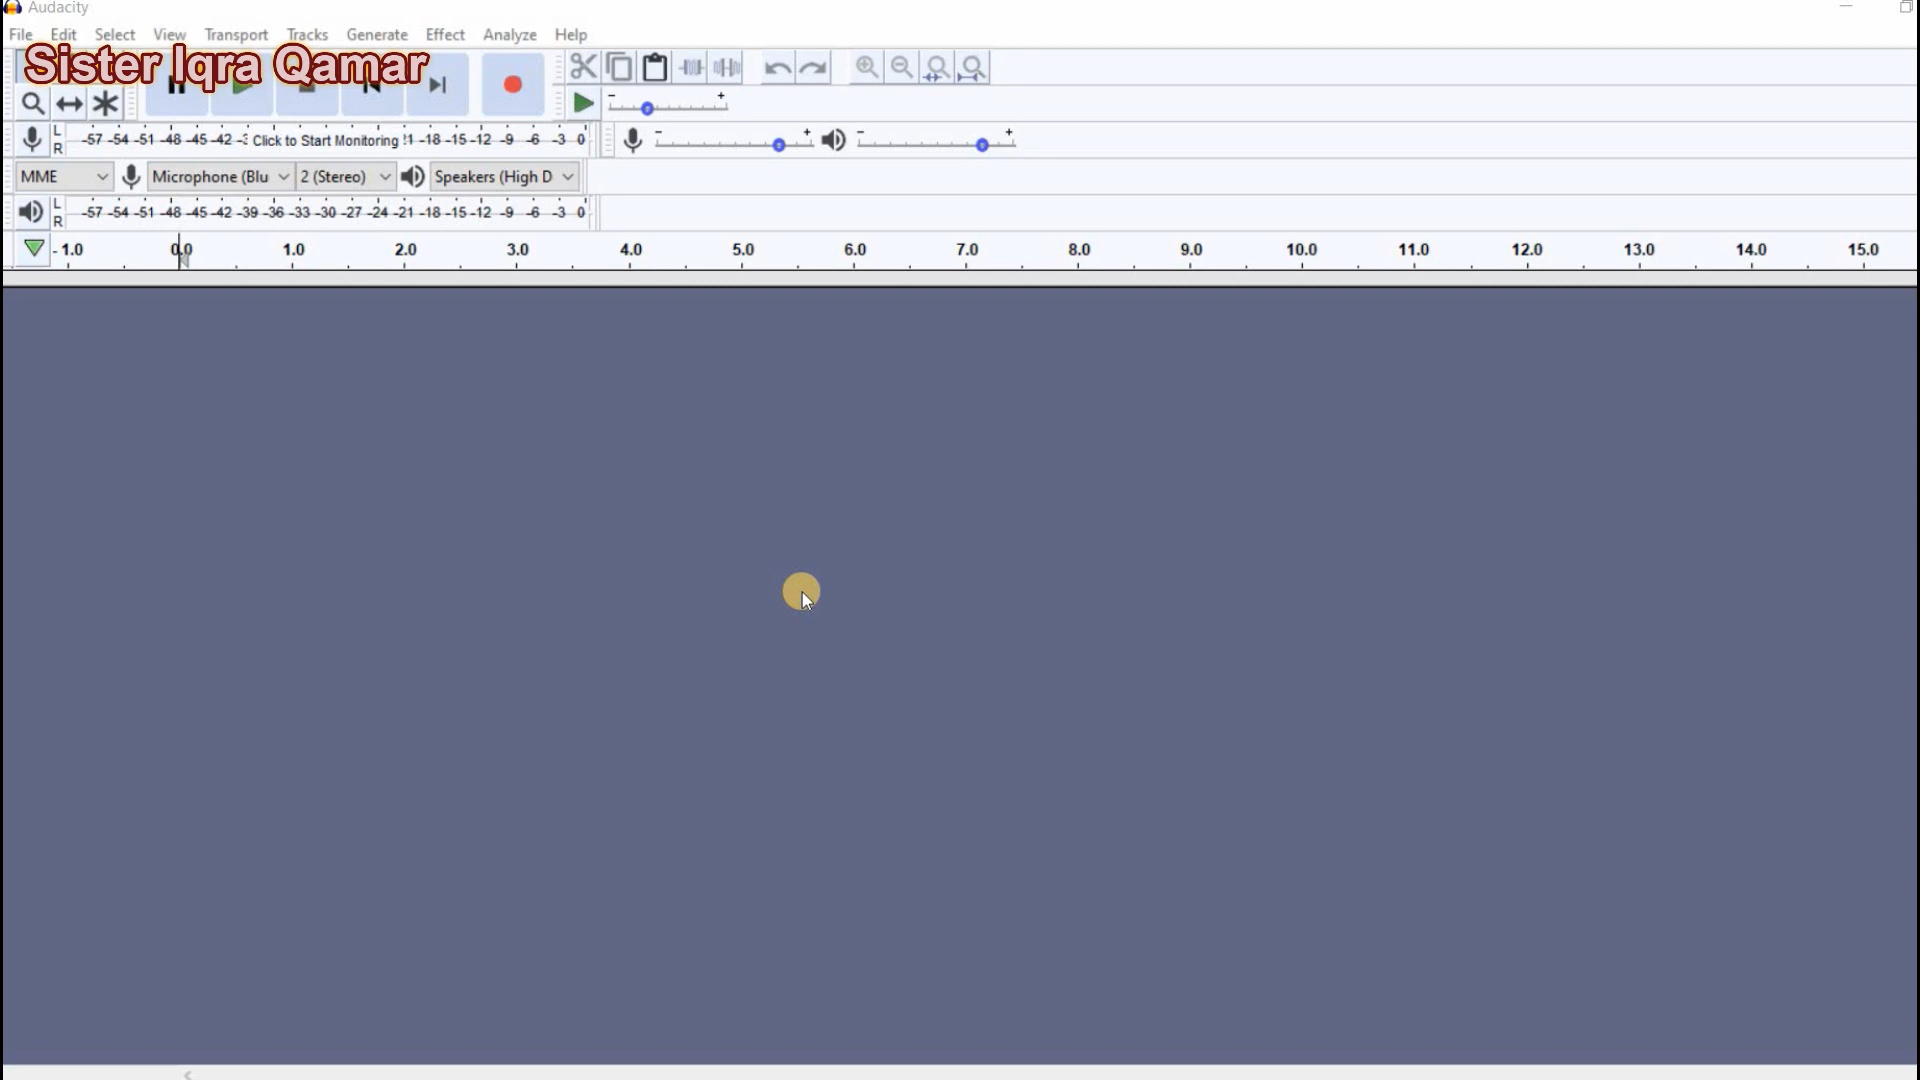 Audacity
File Edit Select View Transport Tracks Generate Effect Analyze Help
Sister Iqra Qamar
- +
L R -57 -54 -51 -48 -45 -42 -3 Click to Start Monitoring !1 -18 -15 -12 -9 -6 -3 0 - + - +
MME Microphone (Blu 2 (Stereo) Speakers (High D
L R -57 -54 -51 -48 -45 -42 -39 -36 -33 -30 -27 -24 -21 -18 -15 -12 -9 -6 -3 0
-1.0 0.0 1.0 2.0 3.0 4.0 5.0 6.0 7.0 8.0 9.0 10.0 11.0 12.0 13.0 14.0 15.0